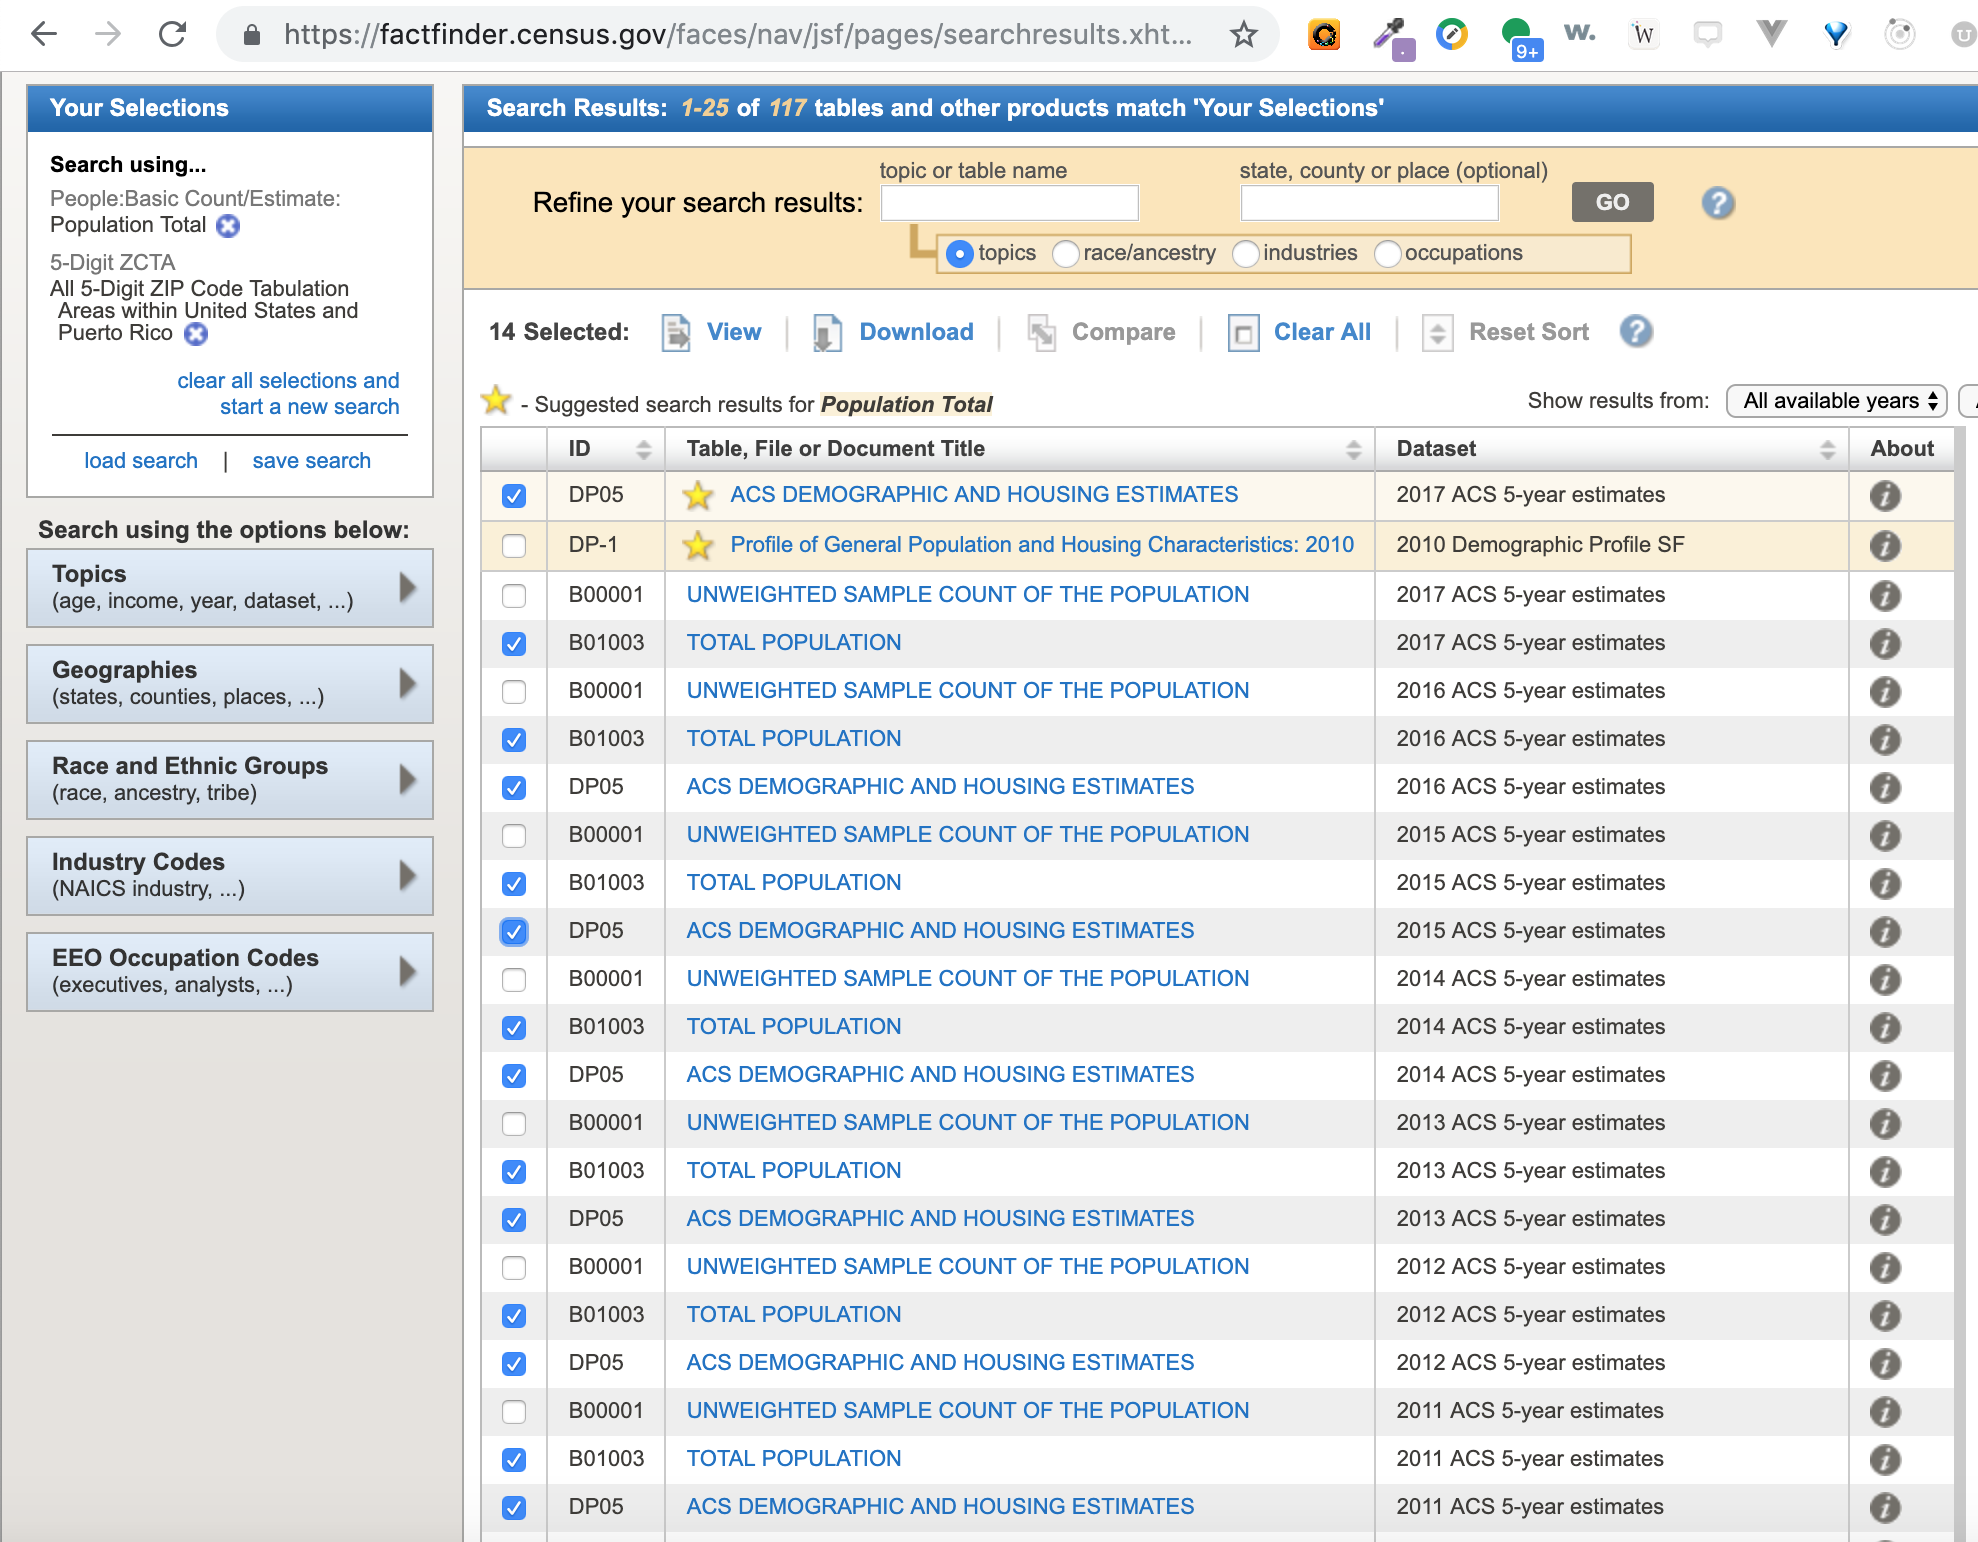 https://factfinder.census.gov/faces/nav/jsf/pages/searchresults.xht...
9+
w.
W
U
Your Selections
Search using...
People:Basic Count/Estimate:
Population Total
5-Digit ZCTA
All 5-Digit ZIP Code Tabulation
Areas within United States and
Puerto Rico
clear all selections and
start a new search
load search | save search
Search using the options below:
Topics
(age, income, year, dataset, ...)
Geographies
(states, counties, places, ...)
Race and Ethnic Groups
(race, ancestry, tribe)
Industry Codes
(NAICS industry, ...)
EEO Occupation Codes
(executives, analysts, ...)
Search Results: 1-25 of 117 tables and other products match 'Your Selections'
topic or table name state, county or place (optional)
Refine your search results: GO ?
topics race/ancestry industries occupations
14 Selected: View | Download | Compare | Clear All | Reset Sort ?
- Suggested search results for Population Total
Show results from: All available years
ID Table, File or Document Title Dataset About
DP05 ACS DEMOGRAPHIC AND HOUSING ESTIMATES 2017 ACS 5-year estimates i
DP-1 Profile of General Population and Housing Characteristics: 2010 2010 Demographic Profile SF i
B00001 UNWEIGHTED SAMPLE COUNT OF THE POPULATION 2017 ACS 5-year estimates i
B01003 TOTAL POPULATION 2017 ACS 5-year estimates i
B00001 UNWEIGHTED SAMPLE COUNT OF THE POPULATION 2016 ACS 5-year estimates i
B01003 TOTAL POPULATION 2016 ACS 5-year estimates i
DP05 ACS DEMOGRAPHIC AND HOUSING ESTIMATES 2016 ACS 5-year estimates i
B00001 UNWEIGHTED SAMPLE COUNT OF THE POPULATION 2015 ACS 5-year estimates i
B01003 TOTAL POPULATION 2015 ACS 5-year estimates i
DP05 ACS DEMOGRAPHIC AND HOUSING ESTIMATES 2015 ACS 5-year estimates i
B00001 UNWEIGHTED SAMPLE COUNT OF THE POPULATION 2014 ACS 5-year estimates i
B01003 TOTAL POPULATION 2014 ACS 5-year estimates i
DP05 ACS DEMOGRAPHIC AND HOUSING ESTIMATES 2014 ACS 5-year estimates i
B00001 UNWEIGHTED SAMPLE COUNT OF THE POPULATION 2013 ACS 5-year estimates i
B01003 TOTAL POPULATION 2013 ACS 5-year estimates i
DP05 ACS DEMOGRAPHIC AND HOUSING ESTIMATES 2013 ACS 5-year estimates i
B00001 UNWEIGHTED SAMPLE COUNT OF THE POPULATION 2012 ACS 5-year estimates i
B01003 TOTAL POPULATION 2012 ACS 5-year estimates i
DP05 ACS DEMOGRAPHIC AND HOUSING ESTIMATES 2012 ACS 5-year estimates i
B00001 UNWEIGHTED SAMPLE COUNT OF THE POPULATION 2011 ACS 5-year estimates i
B01003 TOTAL POPULATION 2011 ACS 5-year estimates i
DP05 ACS DEMOGRAPHIC AND HOUSING ESTIMATES 2011 ACS 5-year estimates i